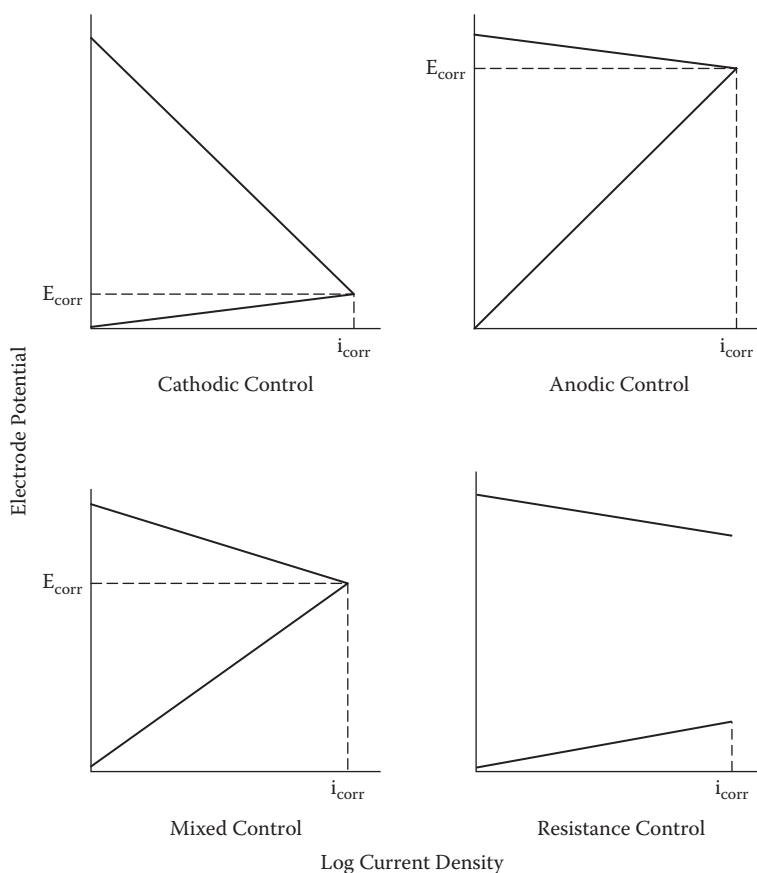 E_corr
i_corr
Cathodic Control
E_corr
i_corr
Anodic Control
Electrode Potential
E_corr
i_corr
Mixed Control
i_corr
Resistance Control
Log Current Density